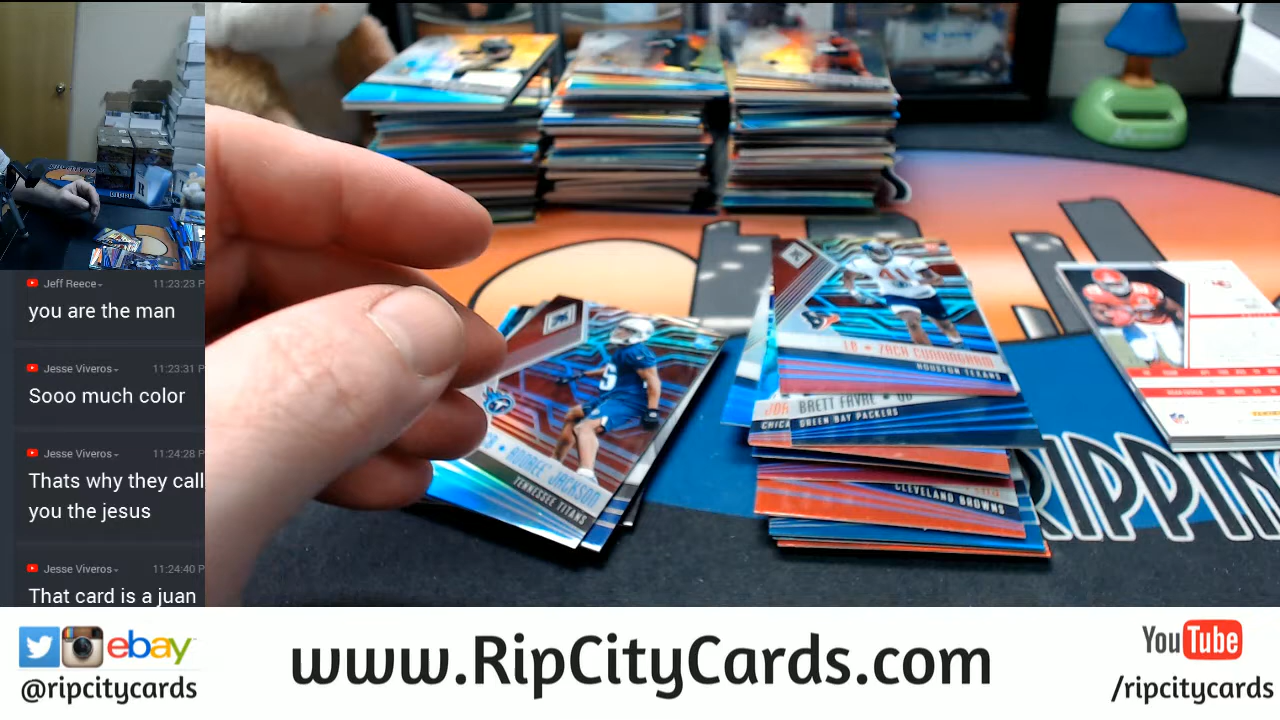 Jeff Reece
11:23:23 P
you are the man
Jesse Viveros
11:23:31 P
Sooo much color
Jesse Viveros
11:24:28 P
Thats why they call
you the jesus
Jesse Viveros
11:24:40 P
That card is a juan
LB ZACH CUNNINGHAM
HOUSTON TEXANS
BRETT FAVRE
GREEN BAY PACKERS
CHICA
CLEVELAND BROWNS
ADOREE JACKSON
TENNESSEE TITANS
RIPPIN
ebay
@ripcitycards
www.RipCityCards.com
YouTube
/ripcitycards